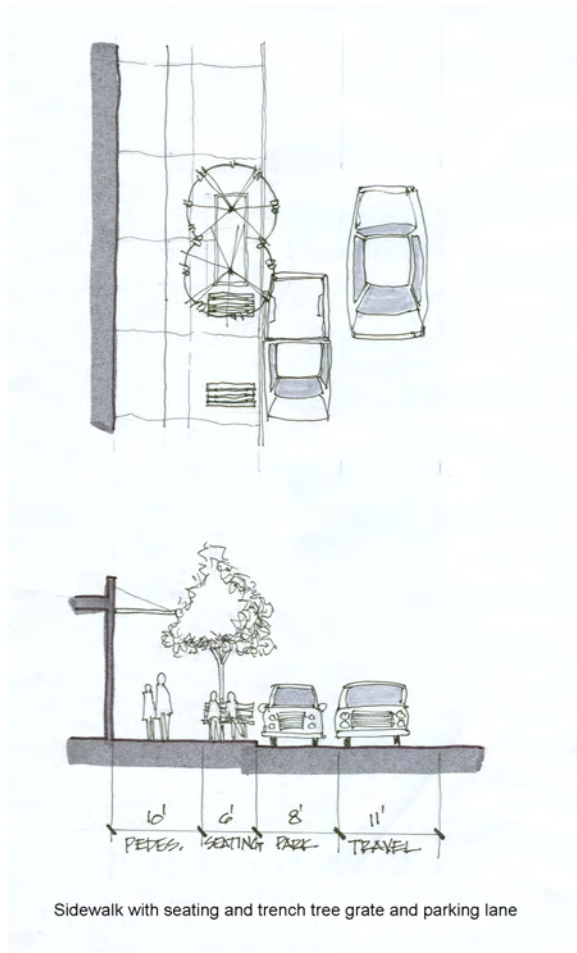 10' 6' 8' 11'
PEDES. SEATING PARK. TRAVEL
Sidewalk with seating and trench tree grate and parking lane